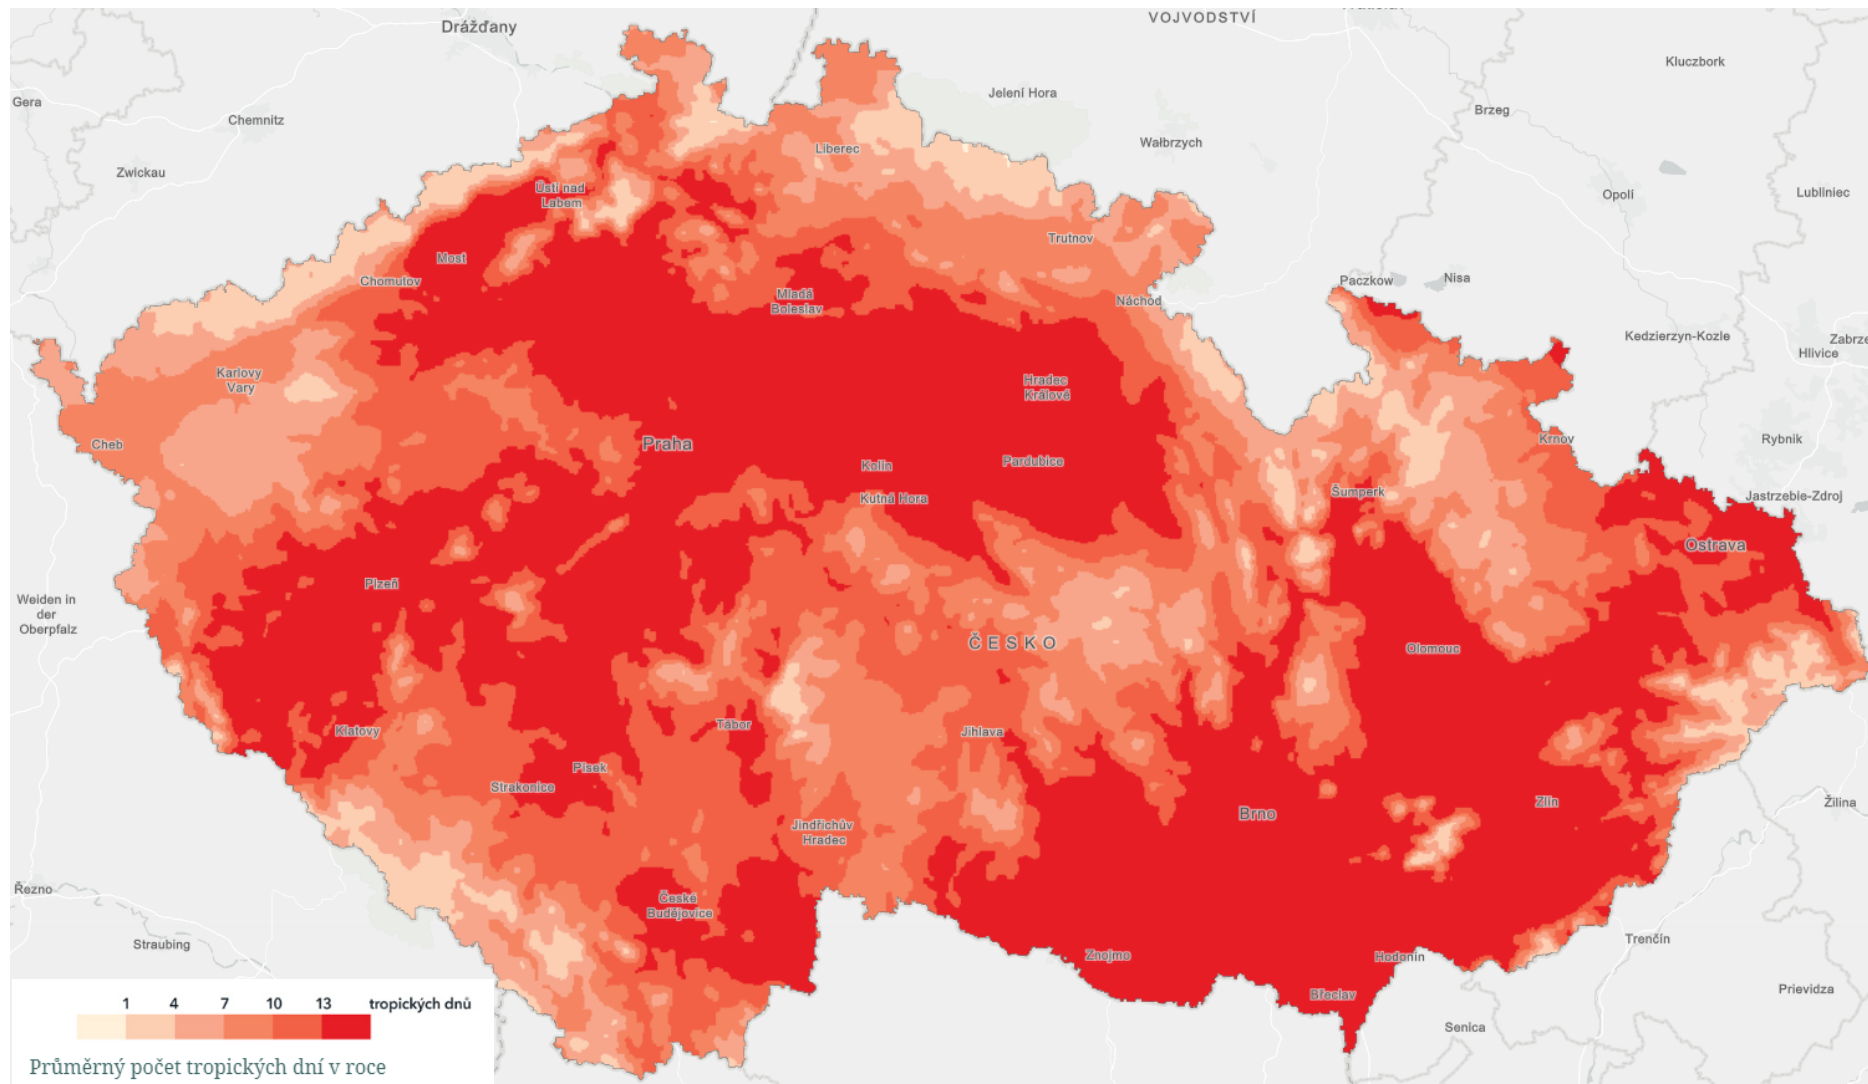 VOJVODSTVÍ
Drážďany
Kluczbork
Jelení Hora
Gera
Brzeg
Chemnitz
Wałbrzych
Liberec
Zwickau
Ústí nad
Labem
Opolí
Lubliniec
Trutnov
Most
Chomutov
Paczkow
Nisa
Mladá
Boleslav
Náchod
Kedzierzyn-Kozle
Zabrze
Hlivice
Karlovy
Vary
Hradec
Králové
Cheb
Praha
Krnov
Rybnik
Kolín
Pardubice
Kutná Hora
Šumperk
Jastrzebie-Zdroj
Ostrava
Plzeň
Weiden in
der
Oberpfalz
ČESKO
Olomouc
Klatovy
Tábor
Jihlava
Písek
Strakonice
Zlín
Žilina
Brno
Jindřichův
Hradec
Řezno
České
Budějovice
Straubing
Trenčín
Znojmo
Hodonín
Břeclav
Prievidza
Senica
1 4 7 10 13 tropických dnů
Průměrný počet tropických dní v roce